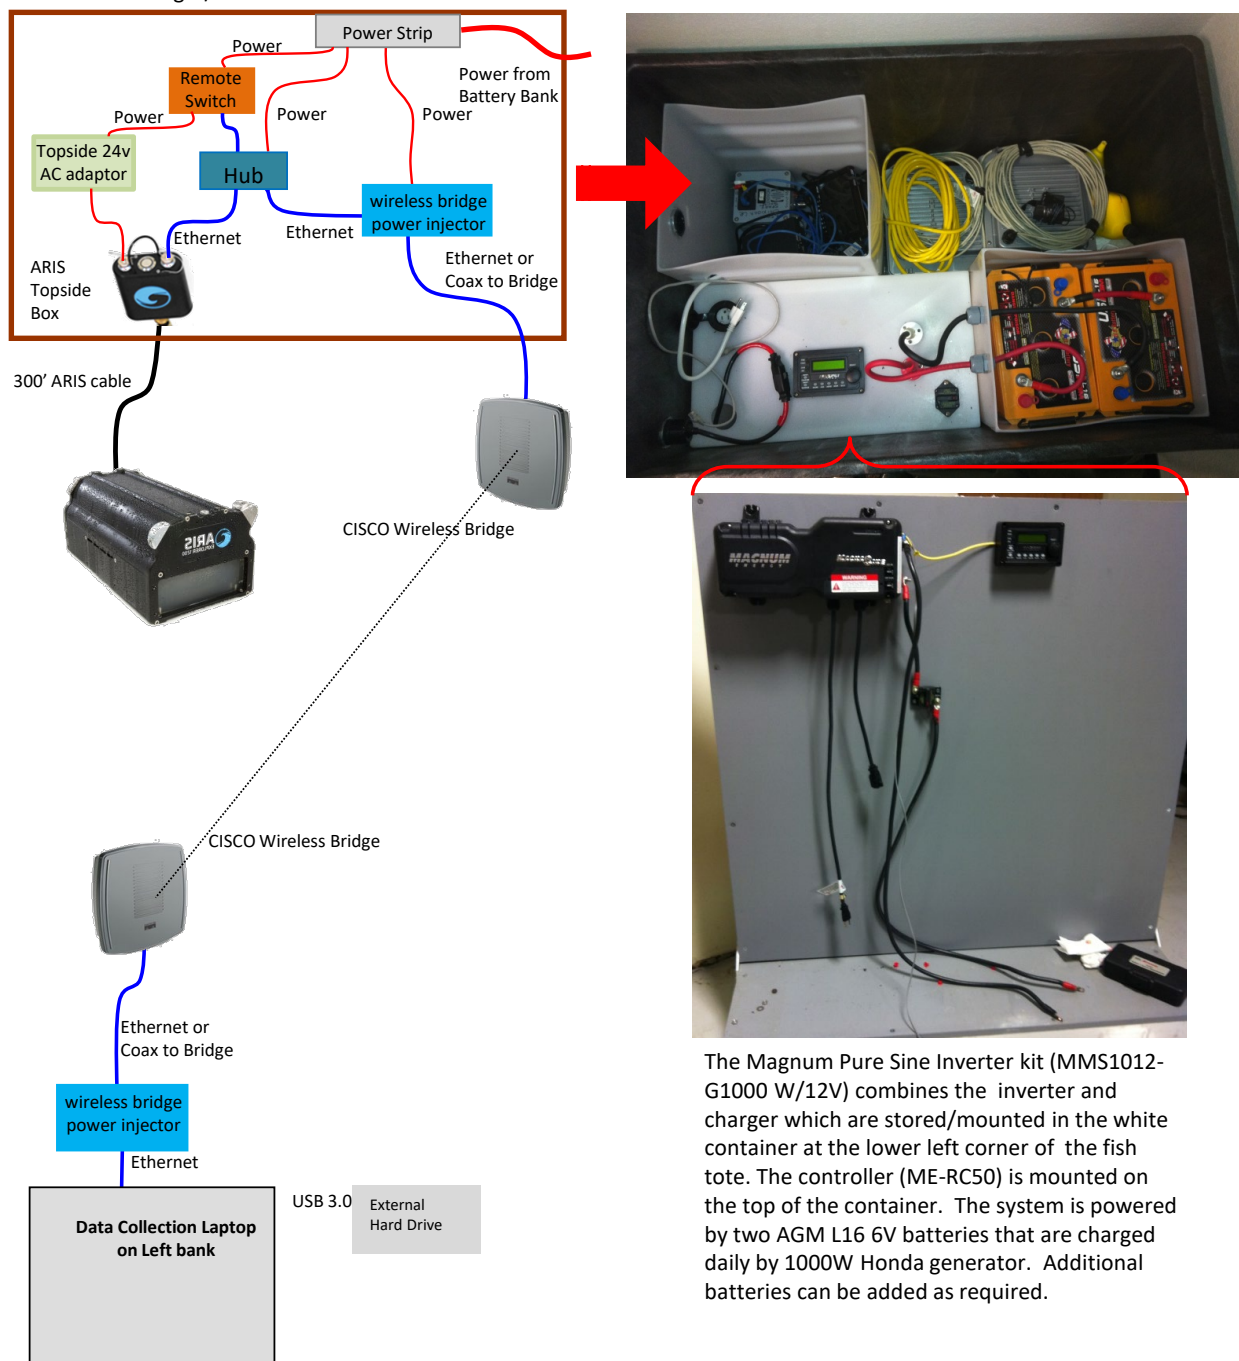 Power Strip
Power
Remote
Switch
Power from
Battery Bank
Power
Power
Power
Topside 24v
AC adaptor
Hub
wireless bridge
power injector
Ethernet
Ethernet
ARIS
Topside
Box
Ethernet or
Coax to Bridge
300’ ARIS cable
ARIS
EXPLORER
CISCO Wireless Bridge
MAGNUM
ENERGY
WARNING
CISCO Wireless Bridge
Ethernet or
Coax to Bridge
wireless bridge
power injector
Ethernet
Data Collection Laptop
on Left bank
USB 3.0
External
Hard Drive
The Magnum Pure Sine Inverter kit (MMS1012-
G1000 W/12V) combines the inverter and
charger which are stored/mounted in the white
container at the lower left corner of the fish
tote. The controller (ME-RC50) is mounted on
the top of the container. The system is powered
by two AGM L16 6V batteries that are charged
daily by 1000W Honda generator. Additional
batteries can be added as required.